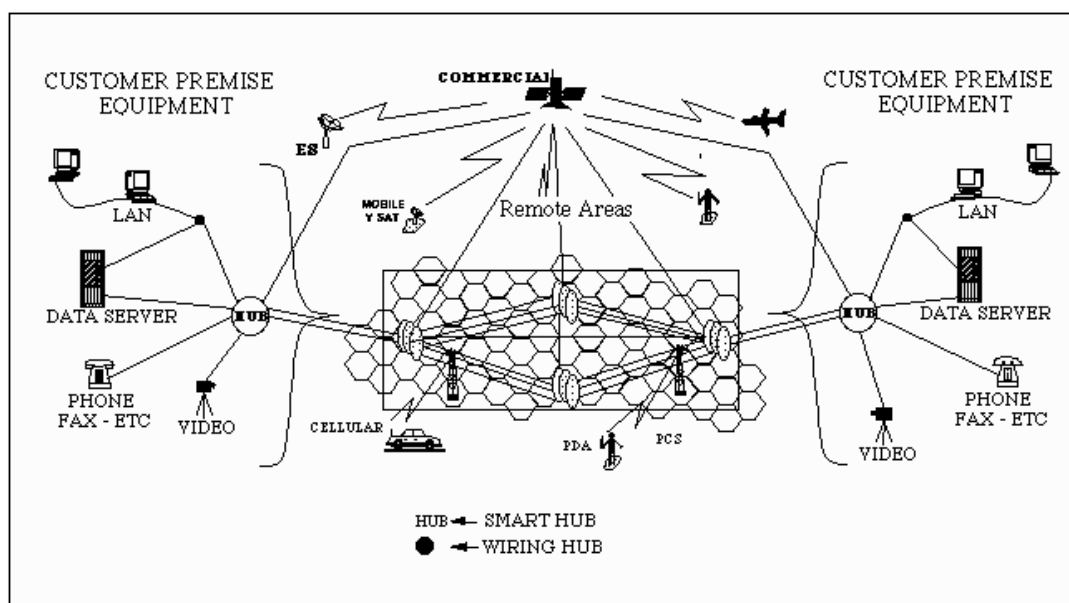 CUSTOMER PREMISE
EQUIPMENT
COMMERCIAL
CUSTOMER PREMISE
EQUIPMENT
ES
LAN
MOBILE
Y SAT
Remote Areas
LAN
DATA SERVER
HUB
HUB
DATA SERVER
PHONE
FAX - ETC
VIDEO
CELLULAR
PDA
PCS
VIDEO
PHONE
FAX - ETC
HUB SMART HUB
WIRING HUB